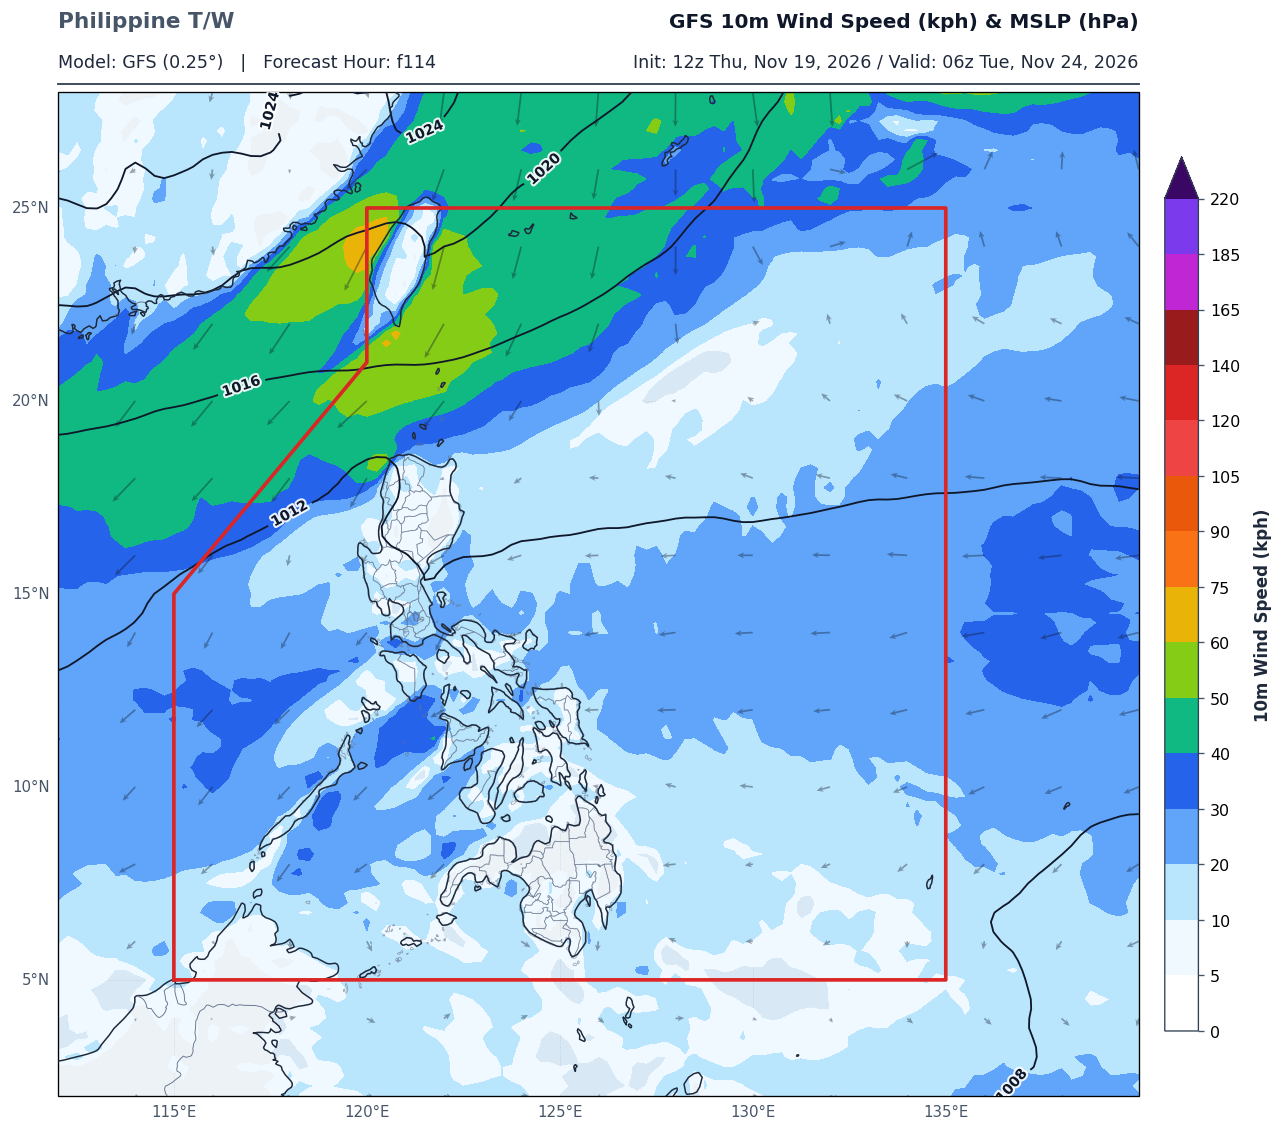 Philippine T/W
GFS 10m Wind Speed (kph) & MSLP (hPa)
Model: GFS (0.25°) | Forecast Hour: f114
Init: 12z Thu, Nov 19, 2026 / Valid: 06z Tue, Nov 24, 2026
1024
1024
1020
1016
1012
1008
25°N
20°N
15°N
10°N
5°N
115°E
120°E
125°E
130°E
135°E
220
185
165
140
120
105
90
75
60
50
40
30
20
10
5
0
10m Wind Speed (kph)